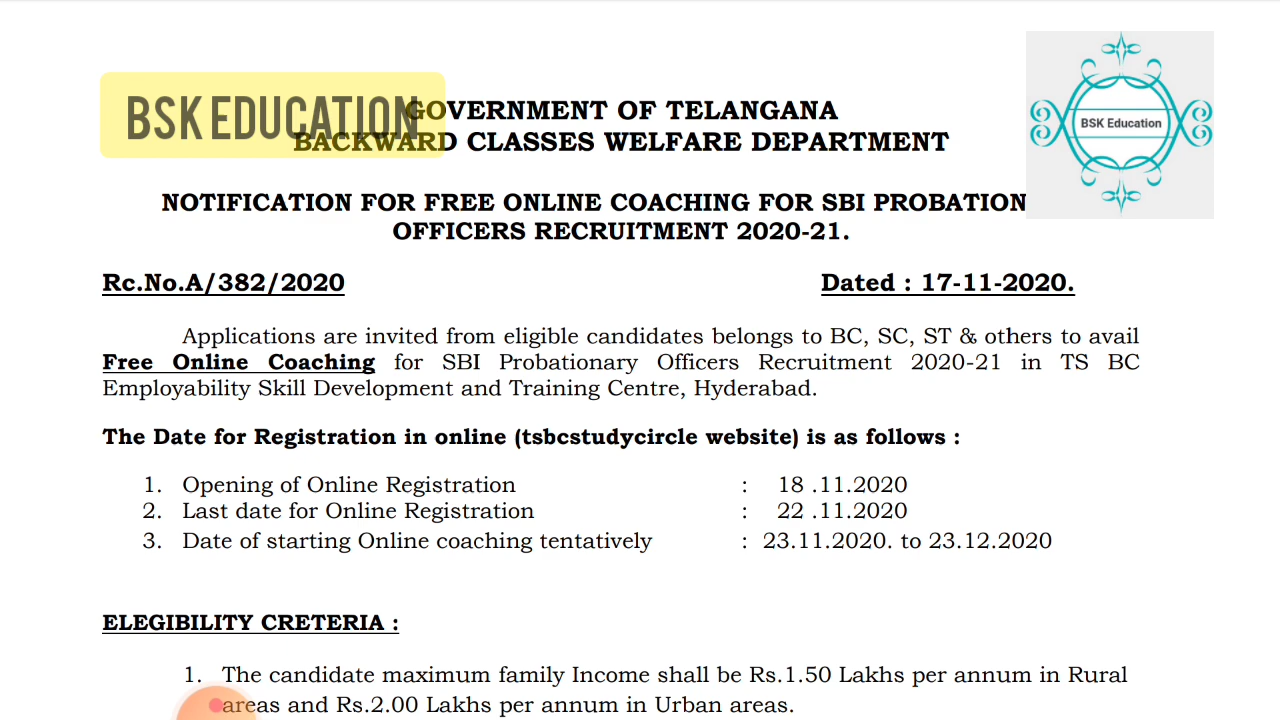 BSK EDUCATION
GOVERNMENT OF TELANGANA
BACKWARD CLASSES WELFARE DEPARTMENT
BSK Education
NOTIFICATION FOR FREE ONLINE COACHING FOR SBI PROBATION
OFFICERS RECRUITMENT 2020-21.
Rc.No.A/382/2020 Dated : 17-11-2020.
Applications are invited from eligible candidates belongs to BC, SC, ST & others to avail
Free Online Coaching for SBI Probationary Officers Recruitment 2020-21 in TS BC
Employability Skill Development and Training Centre, Hyderabad.
The Date for Registration in online (tsbcstudycircle website) is as follows :
1. Opening of Online Registration : 18 .11.2020
2. Last date for Online Registration : 22 .11.2020
3. Date of starting Online coaching tentatively : 23.11.2020. to 23.12.2020
ELEGIBILITY CRETERIA :
1. The candidate maximum family Income shall be Rs.1.50 Lakhs per annum in Rural
areas and Rs.2.00 Lakhs per annum in Urban areas.